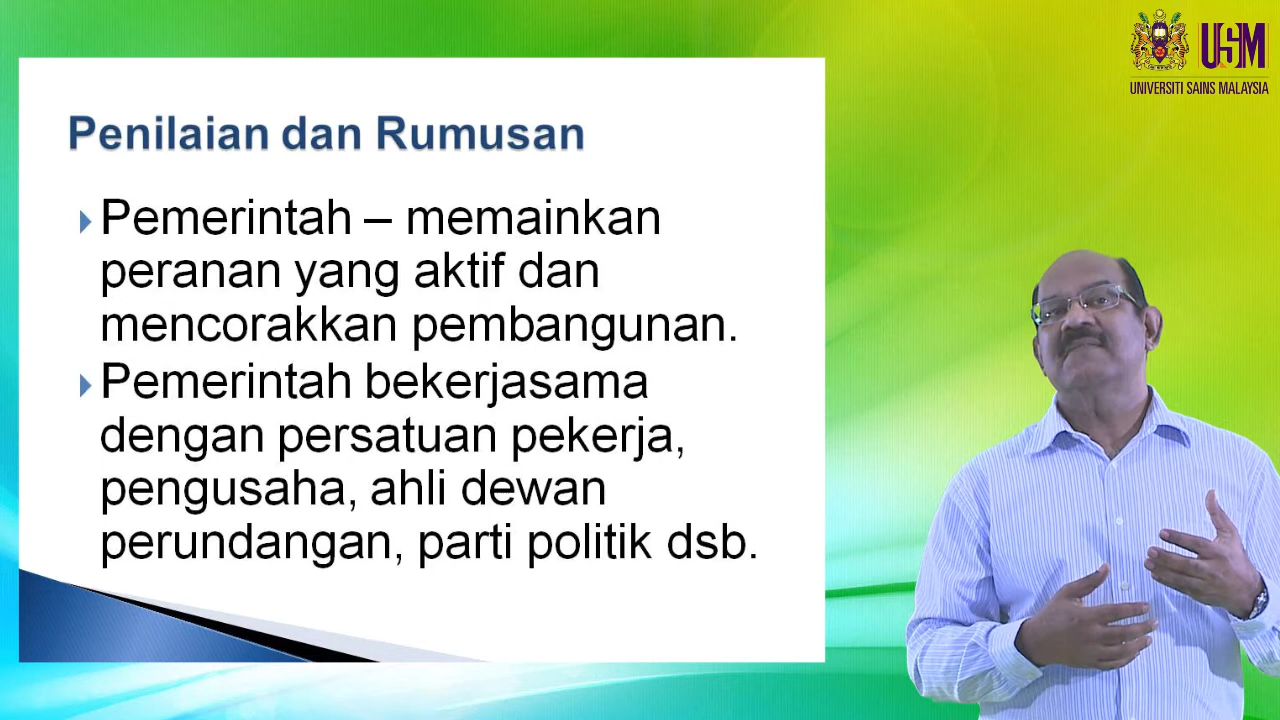 USM
UNIVERSITI SAINS MALAYSIA
Penilaian dan Rumusan
Pemerintah – memainkan
peranan yang aktif dan
mencorakkan pembangunan.
Pemerintah bekerjasama
dengan persatuan pekerja,
pengusaha, ahli dewan
perundangan, parti politik dsb.